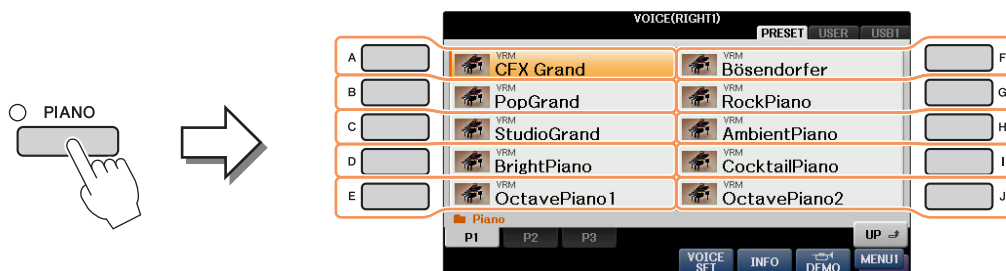 PIANO
VOICE(RIGHT1)
PRESET USER USB1
A
VRM
CFX Grand
VRM
Bösendorfer
F
B
VRM
PopGrand
VRM
RockPiano
G
C
VRM
StudioGrand
VRM
AmbientPiano
H
D
VRM
BrightPiano
VRM
CocktailPiano
I
E
VRM
OctavePiano1
VRM
OctavePiano2
J
Piano
P1 P2 P3 UP
VOICE SET INFO DEMO MENU1